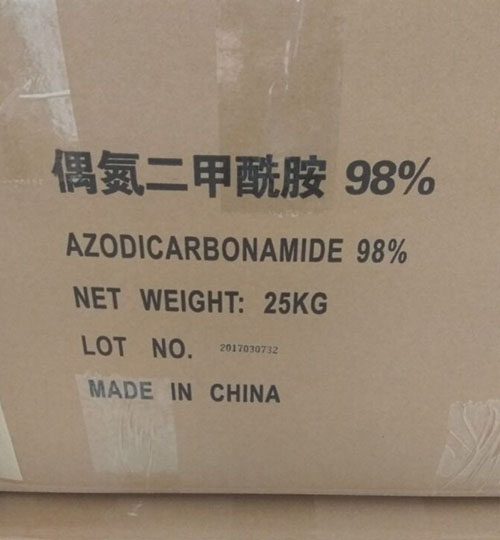 偶氮二甲酰胺 98%
AZODICARBONAMIDE 98%
NET WEIGHT: 25KG
LOT NO. 2017030732
MADE IN CHINA